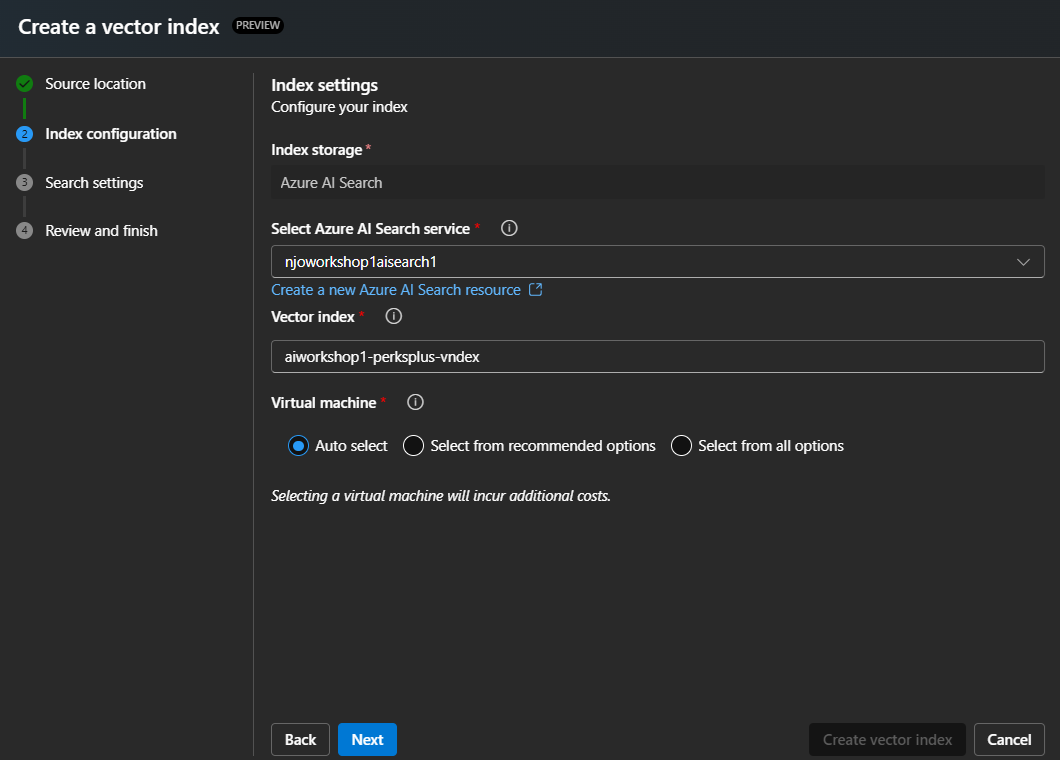 Create a vector index PREVIEW
Source location
2 Index configuration
3 Search settings
4 Review and finish
Index settings
Configure your index
Index storage *
Azure AI Search
Select Azure AI Search service *
njoworkshop1aisearch1
Create a new Azure AI Search resource
Vector index *
aiworkshop1-perksplus-vndex
Virtual machine *
Auto select Select from recommended options Select from all options
Selecting a virtual machine will incur additional costs.
Back Next Create vector index Cancel